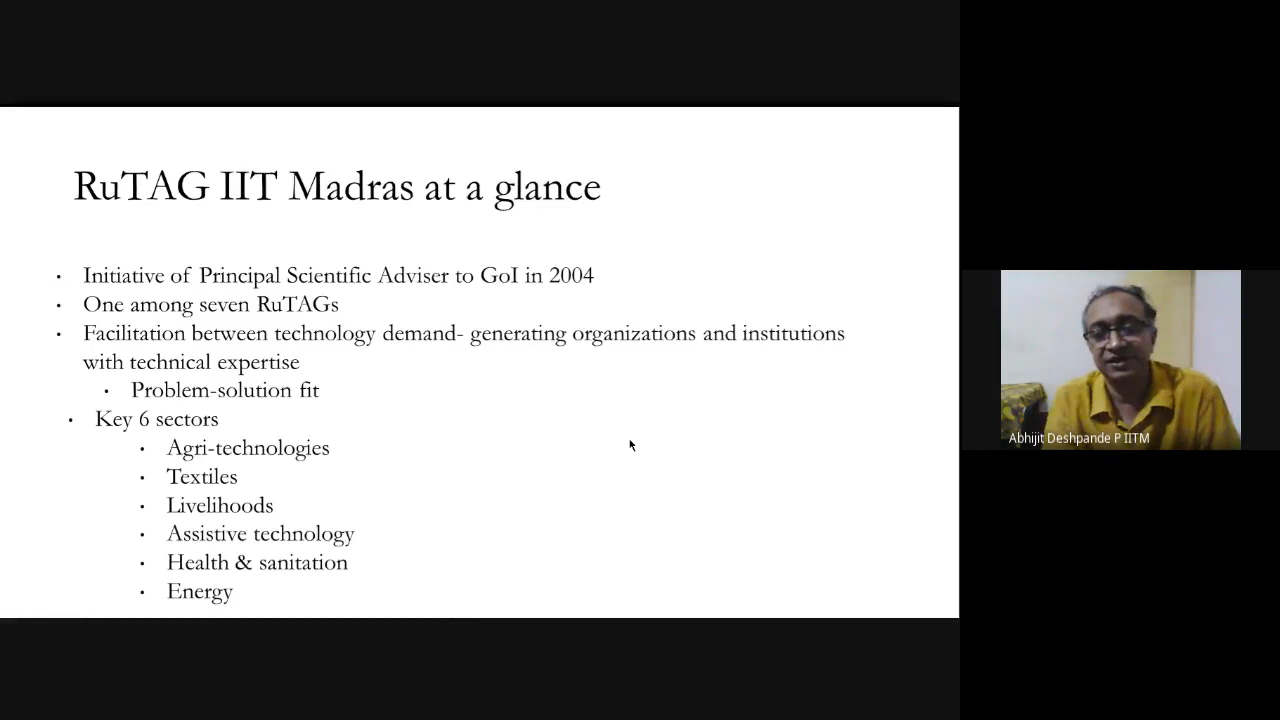 RuTAG IIT Madras at a glance
• Initiative of Principal Scientific Adviser to GoI in 2004
• One among seven RuTAGs
• Facilitation between technology demand- generating organizations and institutions
with technical expertise
• Problem-solution fit
• Key 6 sectors
• Agri-technologies
• Textiles
• Livelihoods
• Assistive technology
• Health & sanitation
• Energy
Abhijit Deshpande P IITM